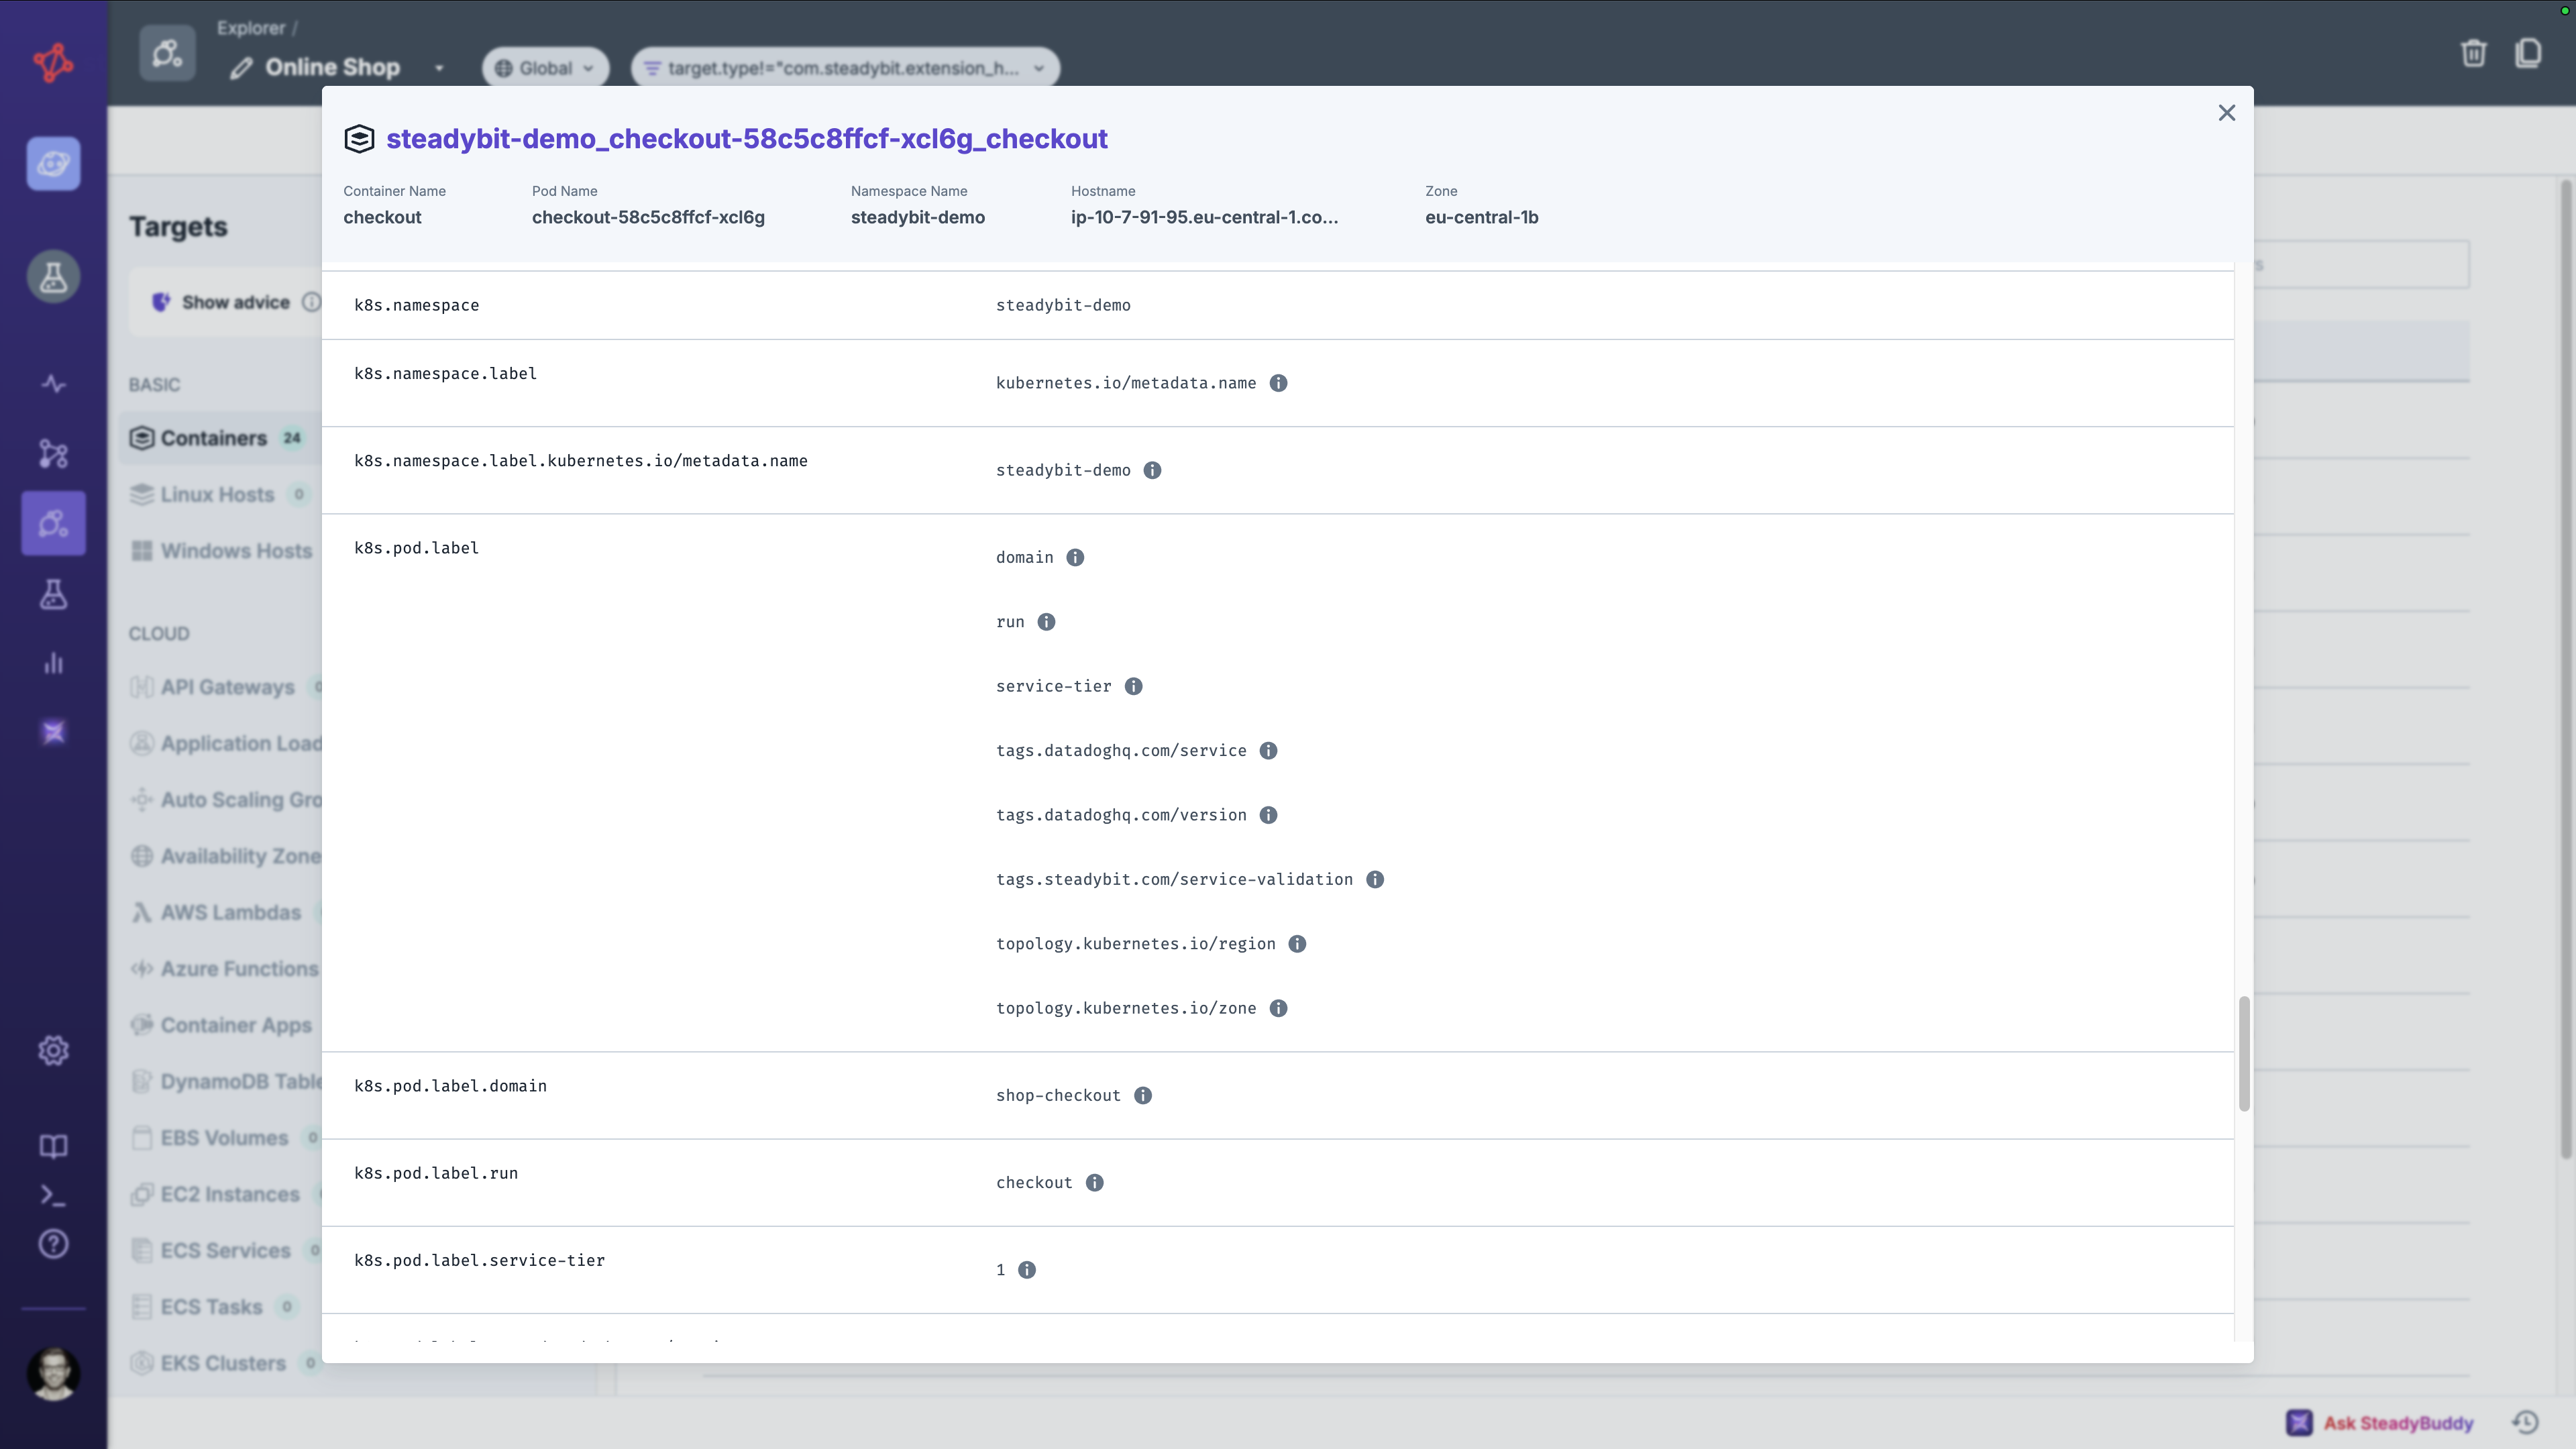 Explorer /
Online Shop
Global
target.type!="com.steadybit.extension_h...
steadybit-demo_checkout-58c5c8ffcf-xcl6g_checkout
Container Name
checkout
Pod Name
checkout-58c5c8ffcf-xcl6g
Namespace Name
steadybit-demo
Hostname
ip-10-7-91-95.eu-central-1.co...
Zone
eu-central-1b
Targets
Show advice
BASIC
Containers 24
Linux Hosts 0
Windows Hosts
CLOUD
API Gateways
Application Load
Auto Scaling Gro
Availability Zone
AWS Lambdas
Azure Functions
Container Apps
DynamoDB Table
EBS Volumes 0
EC2 Instances
ECS Services 0
ECS Tasks 0
EKS Clusters 0
k8s.namespace
steadybit-demo
k8s.namespace.label
kubernetes.io/metadata.name
k8s.namespace.label.kubernetes.io/metadata.name
steadybit-demo
k8s.pod.label
domain
run
service-tier
tags.datadoghq.com/service
tags.datadoghq.com/version
tags.steadybit.com/service-validation
topology.kubernetes.io/region
topology.kubernetes.io/zone
k8s.pod.label.domain
shop-checkout
k8s.pod.label.run
checkout
k8s.pod.label.service-tier
1
Ask SteadyBuddy